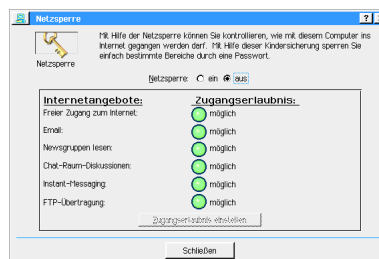 Netzsperre
Mit Hilfe der Netzsperre können Sie kontrollieren, wie mit diesem Computer ins
Internet gegangen werden darf. Mit Hilfe dieser Kindersicherung sperren Sie
einfach bestimmte Bereiche durch eine Passwort.
Netzsperre
Netzsperre: ein aus
Internetangebote: Zugangserlaubnis:
Freier Zugang zum Internet: möglich
Email: möglich
Newsgruppen lesen: möglich
Chat-Raum-Diskussionen: möglich
Instant-Messaging: möglich
FTP-Übertragung: möglich
Zugangserlaubnis einstellen
Schließen